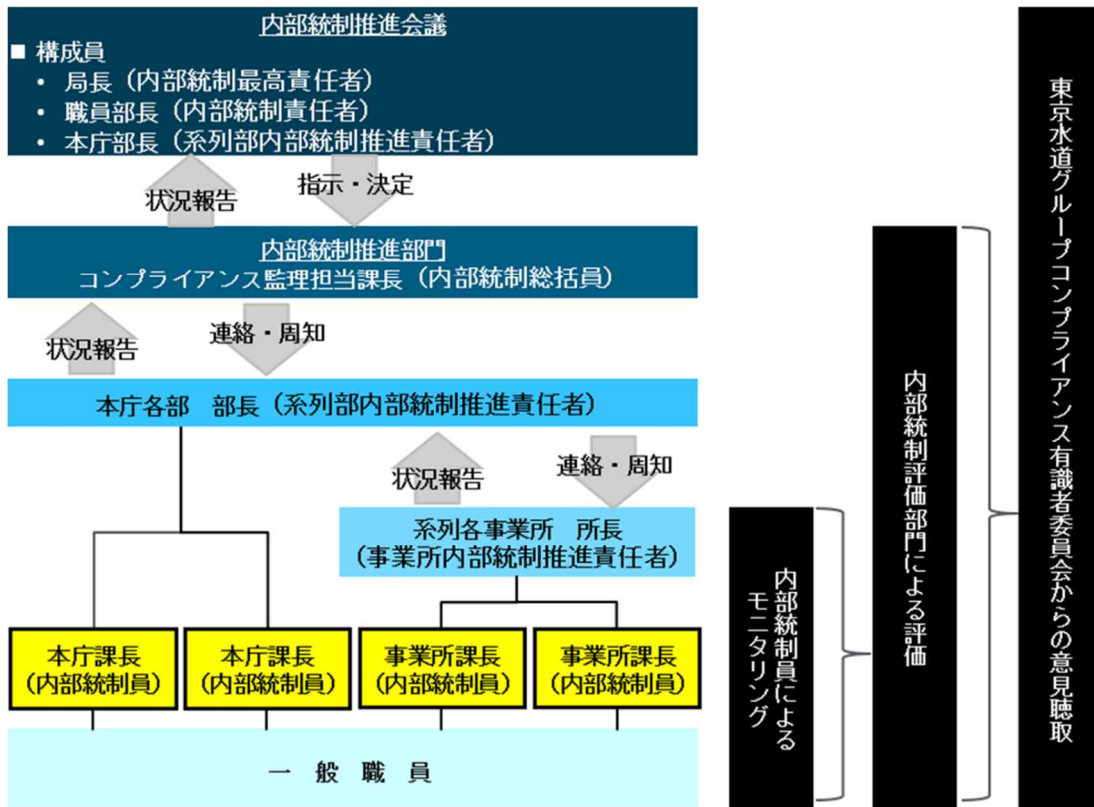 内部統制推進会議
■ 構成員
• 局長（内部統制最高責任者）
• 職員部長（内部統制責任者）
• 本庁部長（系列部内部統制推進責任者）
状況報告
指示・決定
内部統制推進部門
コンプライアンス監理担当課長（内部統制総括員）
状況報告
連絡・周知
本庁各部　部長（系列部内部統制推進責任者）
状況報告
連絡・周知
系列各事業所　所長
（事業所内部統制推進責任者）
本庁課長
（内部統制員）
本庁課長
（内部統制員）
事業所課長
（内部統制員）
事業所課長
（内部統制員）
一　般　職　員
内部統制員による
モニタリング
内部統制評価部門による評価
東京水道グループコンプライアンス有識者委員会からの意見聴取